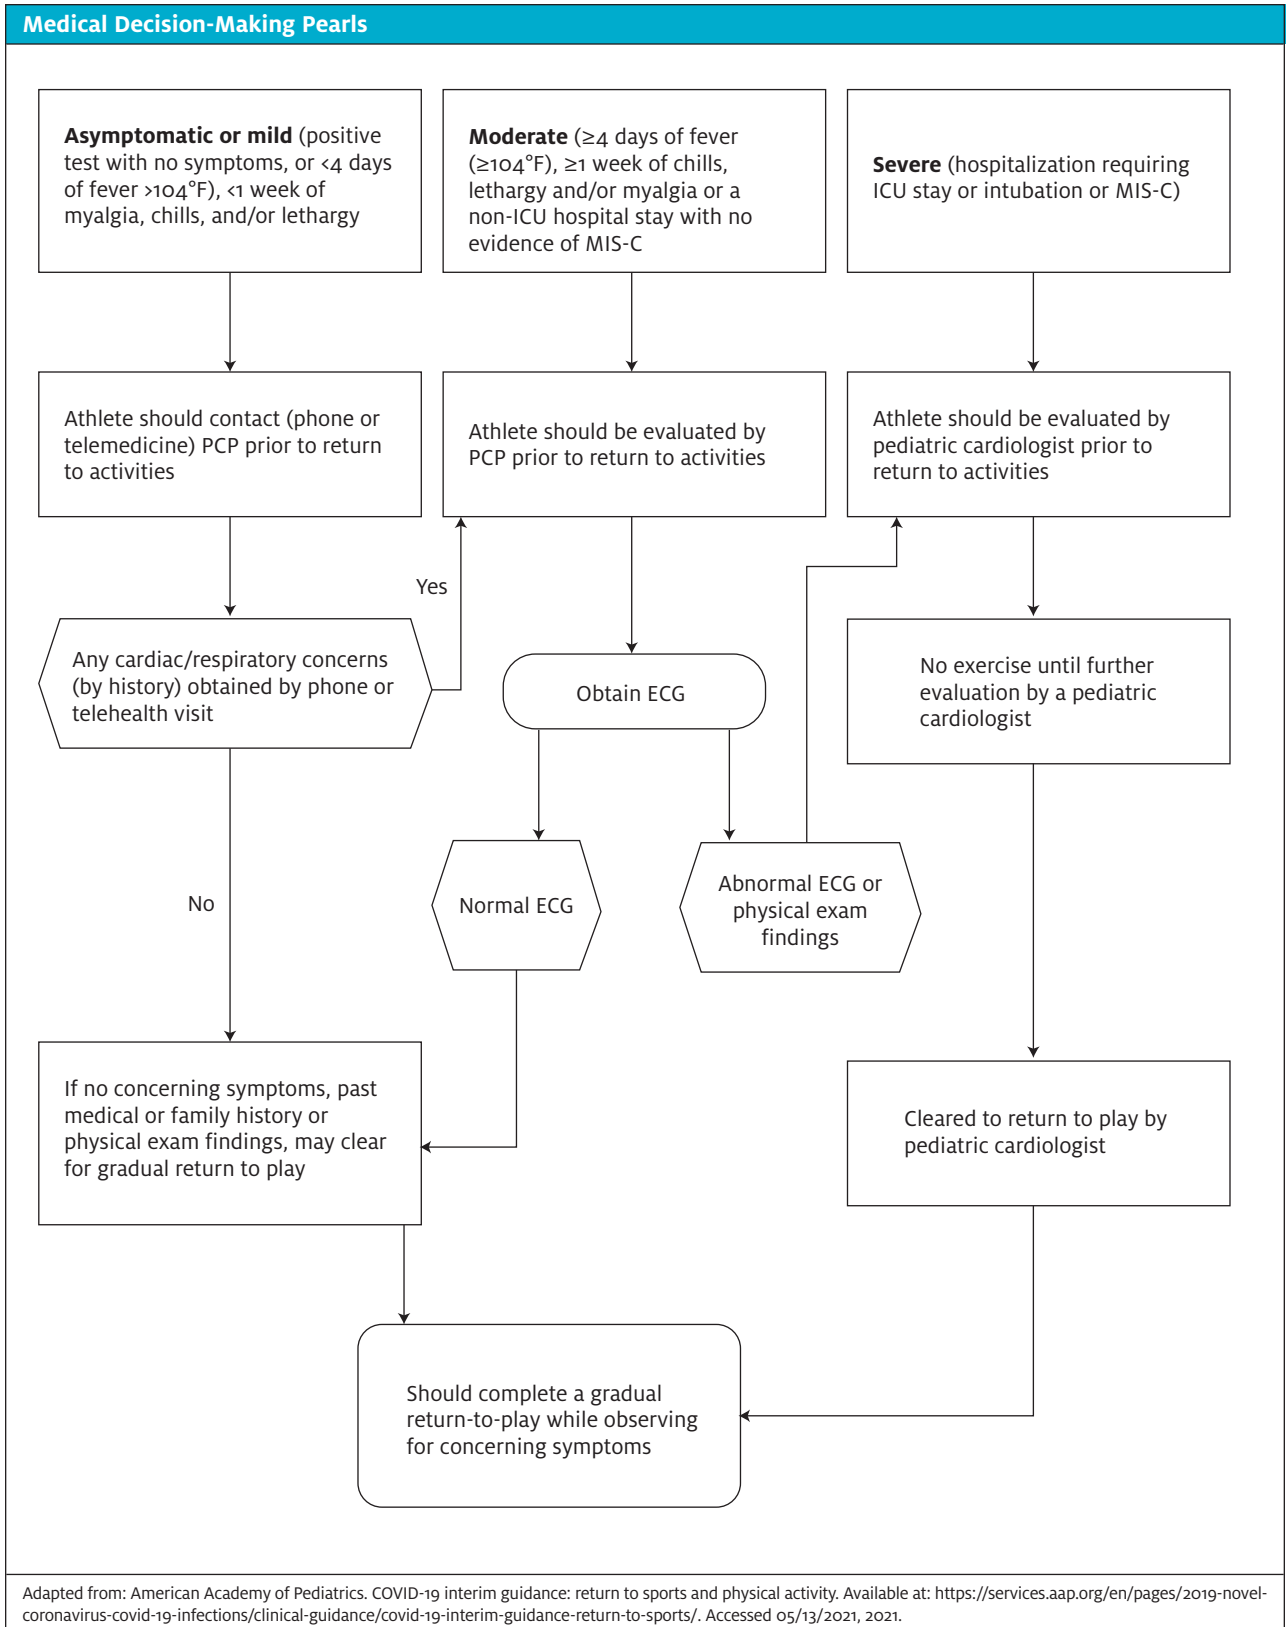 Medical Decision-Making Pearls
Asymptomatic or mild (positive
test with no symptoms, or <4 days
of fever >104°F), <1 week of
myalgia, chills, and/or lethargy
Moderate (≥4 days of fever
(≥104°F), ≥1 week of chills,
lethargy and/or myalgia or a
non-ICU hospital stay with no
evidence of MIS-C
Severe (hospitalization requiring
ICU stay or intubation or MIS-C)
Athlete should contact (phone or
telemedicine) PCP prior to return
to activities
Athlete should be evaluated by
PCP prior to return to activities
Athlete should be evaluated by
pediatric cardiologist prior to
return to activities
Yes
Any cardiac/respiratory concerns
(by history) obtained by phone or
telehealth visit
Obtain ECG
No exercise until further
evaluation by a pediatric
cardiologist
No
Normal ECG
Abnormal ECG or
physical exam
findings
If no concerning symptoms, past
medical or family history or
physical exam findings, may clear
for gradual return to play
Cleared to return to play by
pediatric cardiologist
Should complete a gradual
return-to-play while observing
for concerning symptoms
Adapted from: American Academy of Pediatrics. COVID-19 interim guidance: return to sports and physical activity. Available at: https://services.aap.org/en/pages/2019-novel-
coronavirus-covid-19-infections/clinical-guidance/covid-19-interim-guidance-return-to-sports/. Accessed 05/13/2021, 2021.